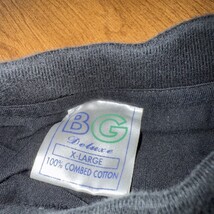 BG
Deluxe
X-LARGE
100% COMBED COTTON